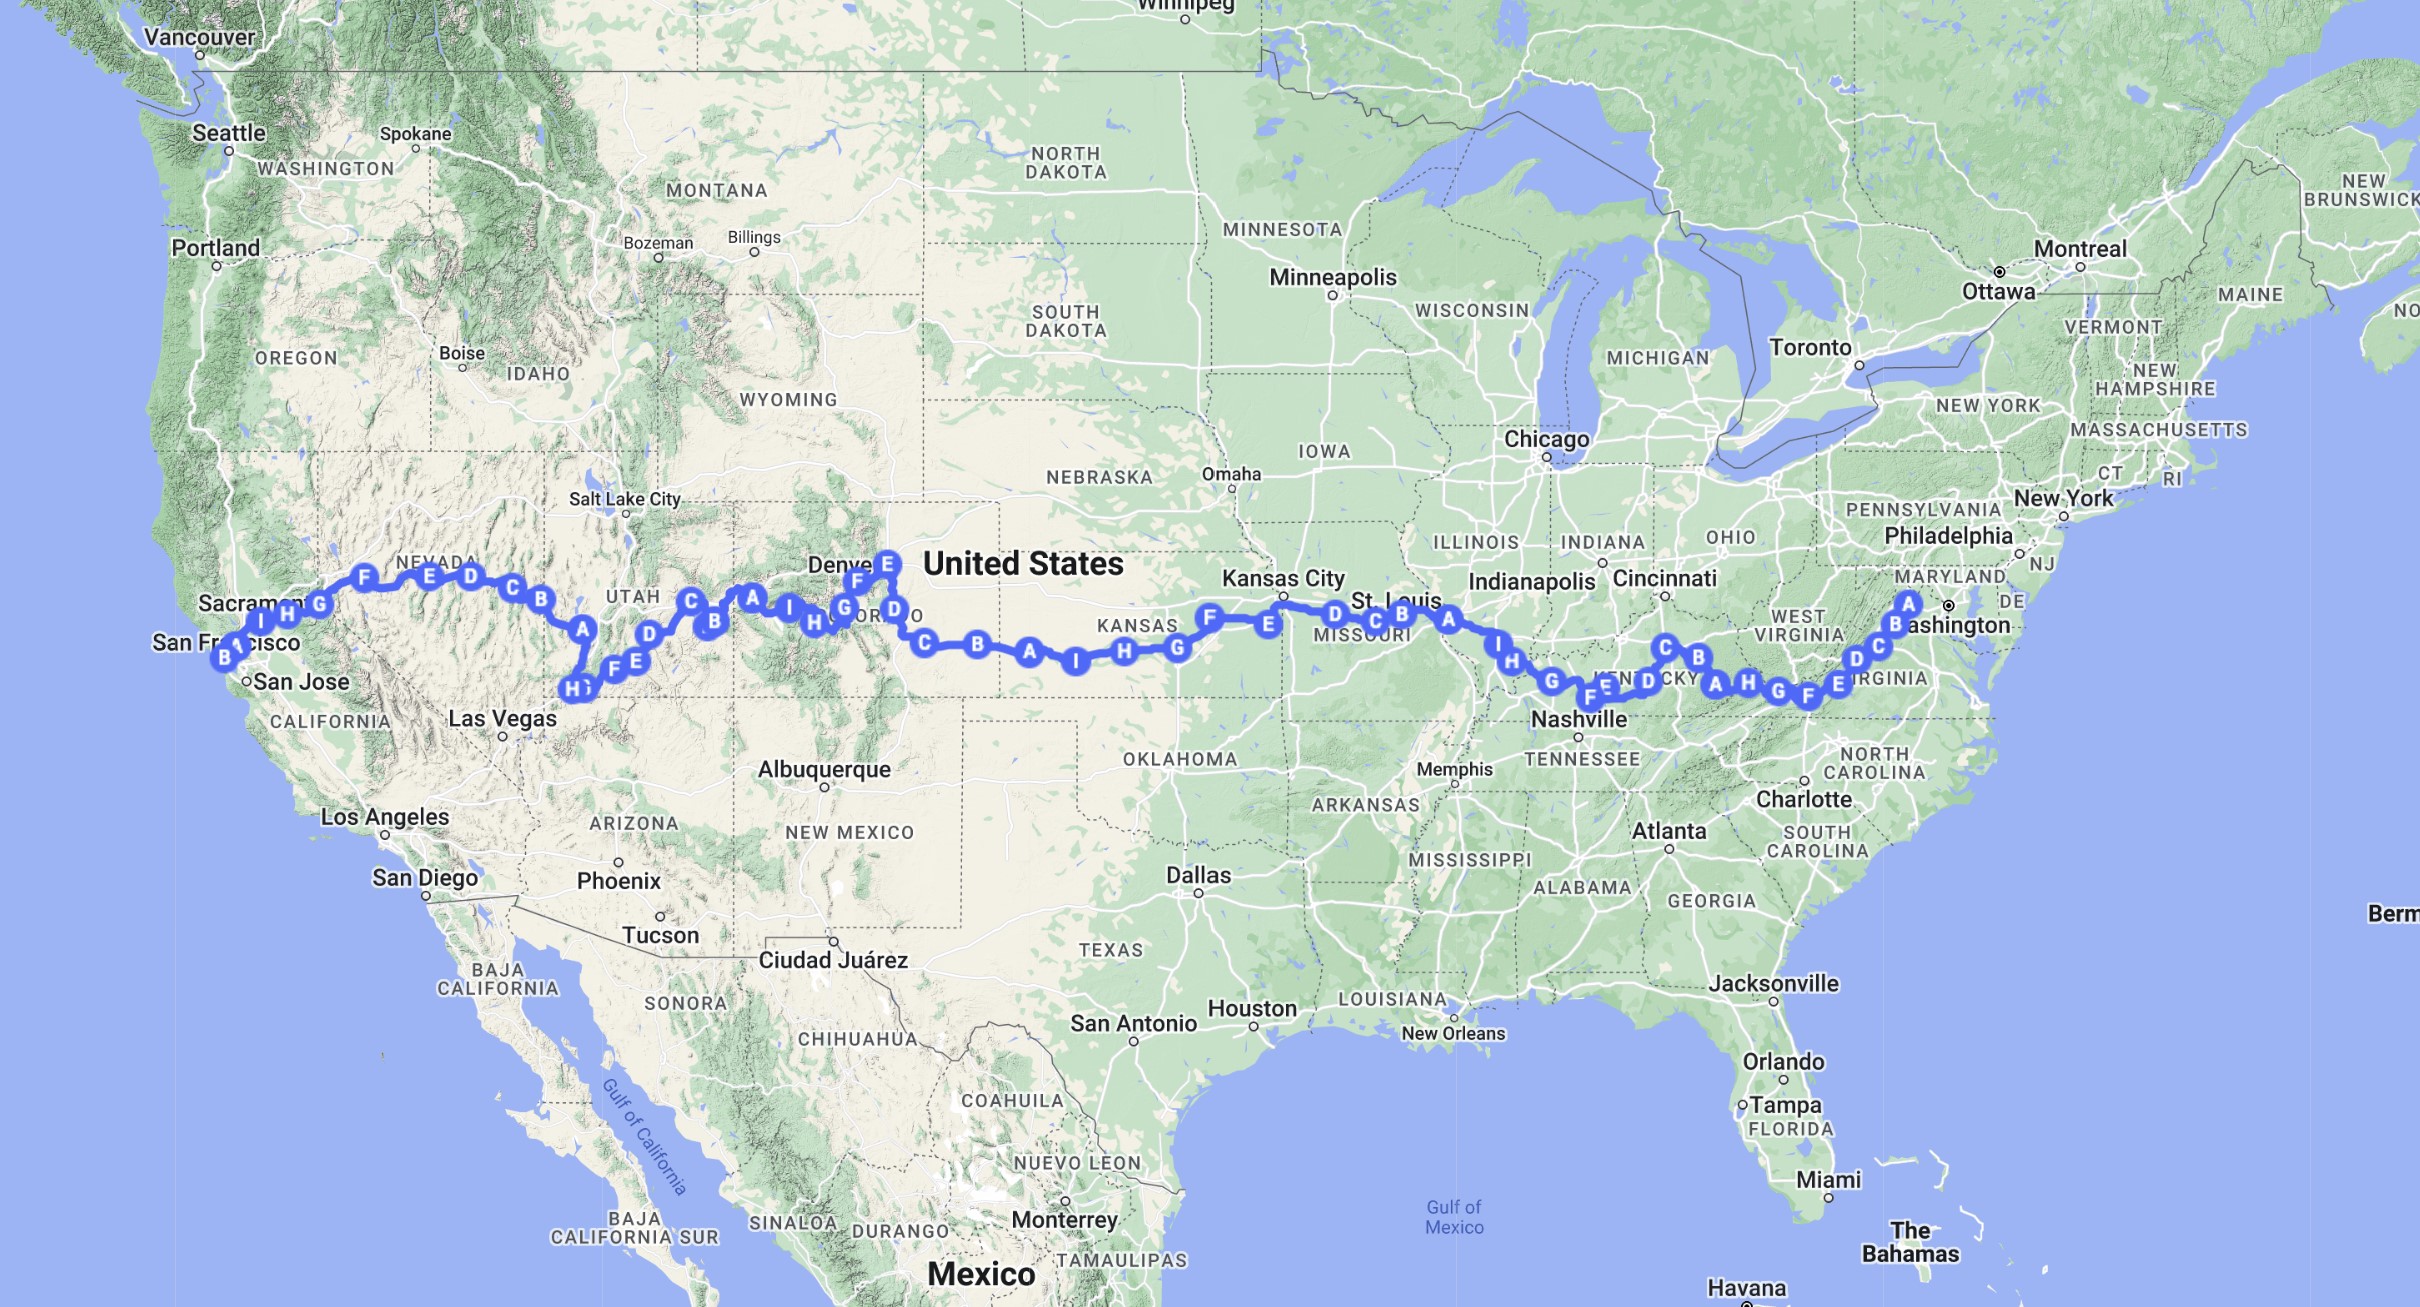 Winnipeg
Vancouver
Seattle
Spokane
WASHINGTON
NORTH
DAKOTA
MONTANA
NEW
BRUNSWICK
MINNESOTA
Portland
Bozeman
Billings
Montreal
Minneapolis
Ottawa
MAINE
SOUTH
DAKOTA
WISCONSIN
NO
VERMONT
OREGON
Boise
IDAHO
MICHIGAN
Toronto
NEW
HAMPSHIRE
WYOMING
NEW YORK
MASSACHUSETTS
Chicago
IOWA
NEBRASKA
Omaha
CT
RI
Salt Lake City
New York
PENNSYLVANIA
Philadelphia
OHIO
ILLINOIS
INDIANA
NEVADA
Denve
United States
Kansas City
Indianapolis
Cincinnati
NJ
MARYLAND
UTAH
Sacrament
St. Louis
DE
WEST
VIRGINIA
ashington
KANSAS
MISSOURI
San Fr
cisco
B
I
H
G
F
E
D
C
B
A
H
F
E
D
C
B
A
I
H
G
F
E
D
C
B
A
I
H
G
F
E
D
C
B
A
I
H
G
F
E
D
C
B
A
H
G
F
E
D
C
B
A
San Jose
KENTUCKY
IRGINIA
CALIFORNIA
Las Vegas
Nashville
OKLAHOMA
TENNESSEE
NORTH
CAROLINA
Albuquerque
Memphis
Charlotte
Los Angeles
ARIZONA
NEW MEXICO
ARKANSAS
Atlanta
SOUTH
CAROLINA
San Diego
Phoenix
Dallas
MISSISSIPPI
ALABAMA
GEORGIA
Berm
Tucson
Ciudad Juárez
TEXAS
BAJA
CALIFORNIA
SONORA
CHIHUAHUA
Jacksonville
LOUISIANA
Houston
San Antonio
New Orleans
Orlando
Gulf of California
COAHUILA
Tampa
FLORIDA
NUEVO LEON
Miami
Monterrey
Gulf of
Mexico
BAJA
CALIFORNIA SUR
SINALOA
DURANGO
The
Bahamas
TAMAULIPAS
Mexico
Havana